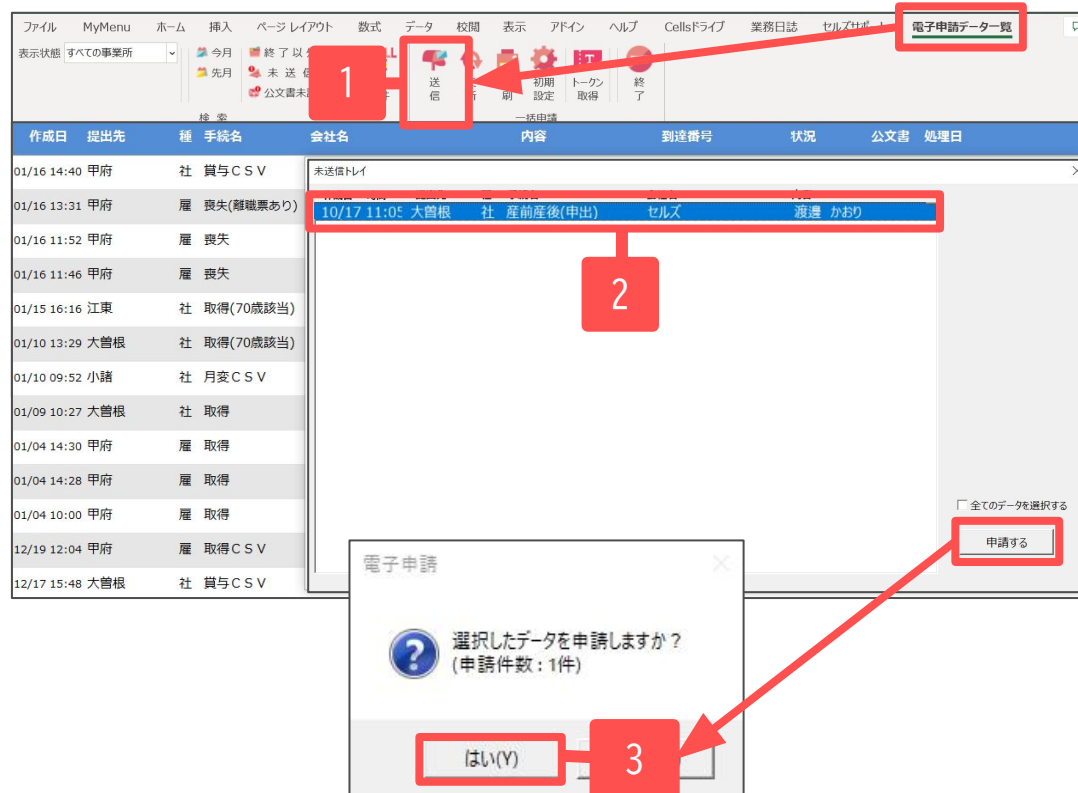 ファイル MyMenu ホーム 挿入 ページ レイアウト 数式 データ 校閲 表示 アドイン ヘルプ Cellsドライブ 業務日誌 セルズサポート 電子申請データ一覧
表示状態 すべての事業所
今月 終了以
先月 未送信
公文書未
1
送信
刷
初期設定
トークン取得
終了
検索 一括申請
作成日 提出先 種 手続名 会社名 内容 到達番号 状況 公文書 処理日
01/16 14:40 甲府 社 賞与ＣＳＶ
01/16 13:31 甲府 雇 喪失(離職票あり)
01/16 11:52 甲府 雇 喪失
01/16 11:46 甲府 雇 喪失
01/15 16:16 江東 社 取得(70歳該当)
01/10 13:29 大曽根 社 取得(70歳該当)
01/10 09:52 小諸 社 月変ＣＳＶ
01/09 10:27 大曽根 社 取得
01/04 14:30 甲府 雇 取得
01/04 14:28 甲府 雇 取得
01/04 10:00 甲府 雇 取得
12/19 12:04 甲府 雇 取得ＣＳＶ
12/17 15:48 大曽根 社 賞与ＣＳＶ
未送信トレイ
10/17 11:05 大曽根 社 産前産後(申出) セルズ 渡邉 かおり
2
全てのデータを選択する
申請する
電子申請
選択したデータを申請しますか？
(申請件数：1件)
はい(Y)
3